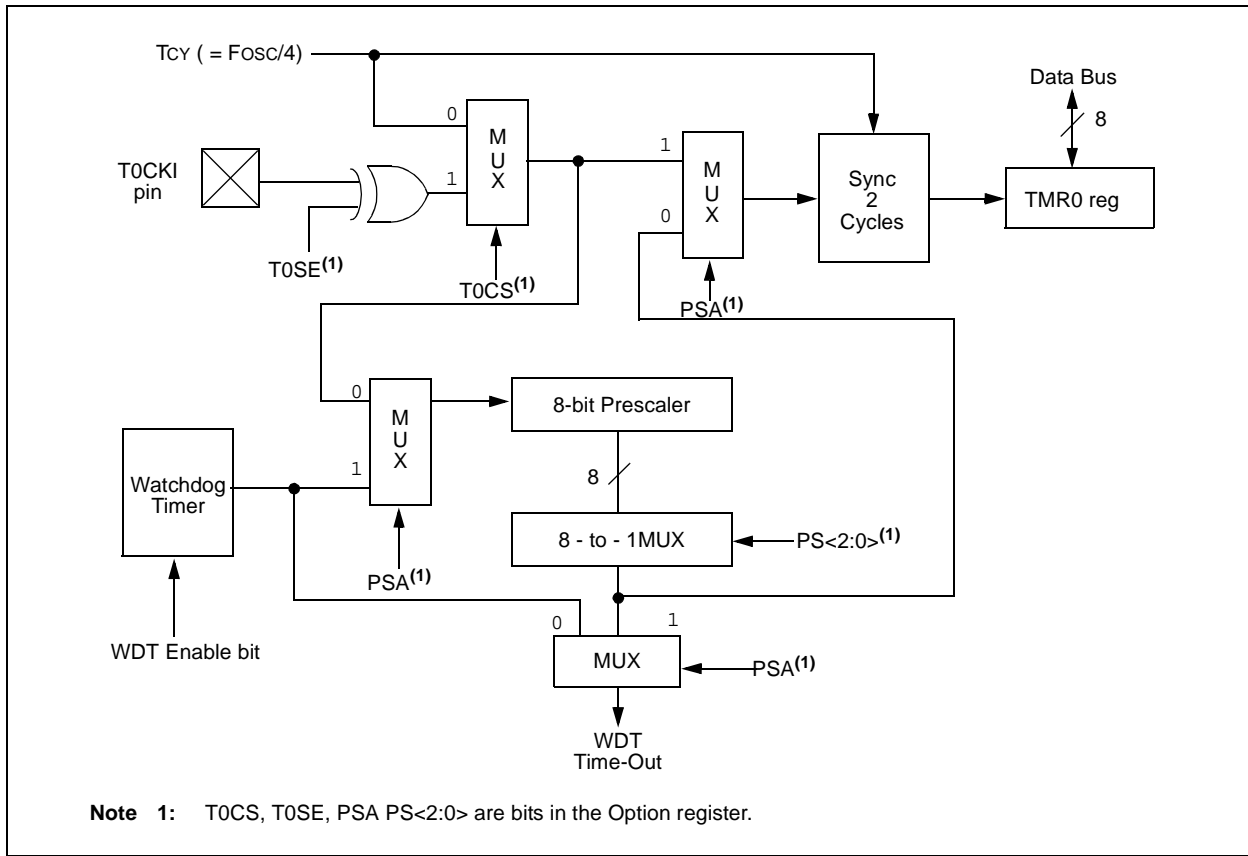 TCY ( = FOSC/4)
Data Bus
0
M
U
X
1
M
U
X
8
T0CKI
pin
1
0
Sync
2
Cycles
TMR0 reg
T0SE(1)
T0CS(1)
PSA(1)
0
M
U
X
8-bit Prescaler
1
8
Watchdog
Timer
8 - to - 1MUX
PS<2:0>(1)
PSA(1)
0
1
WDT Enable bit
MUX
PSA(1)
WDT
Time-Out
Note 1: T0CS, T0SE, PSA PS<2:0> are bits in the Option register.